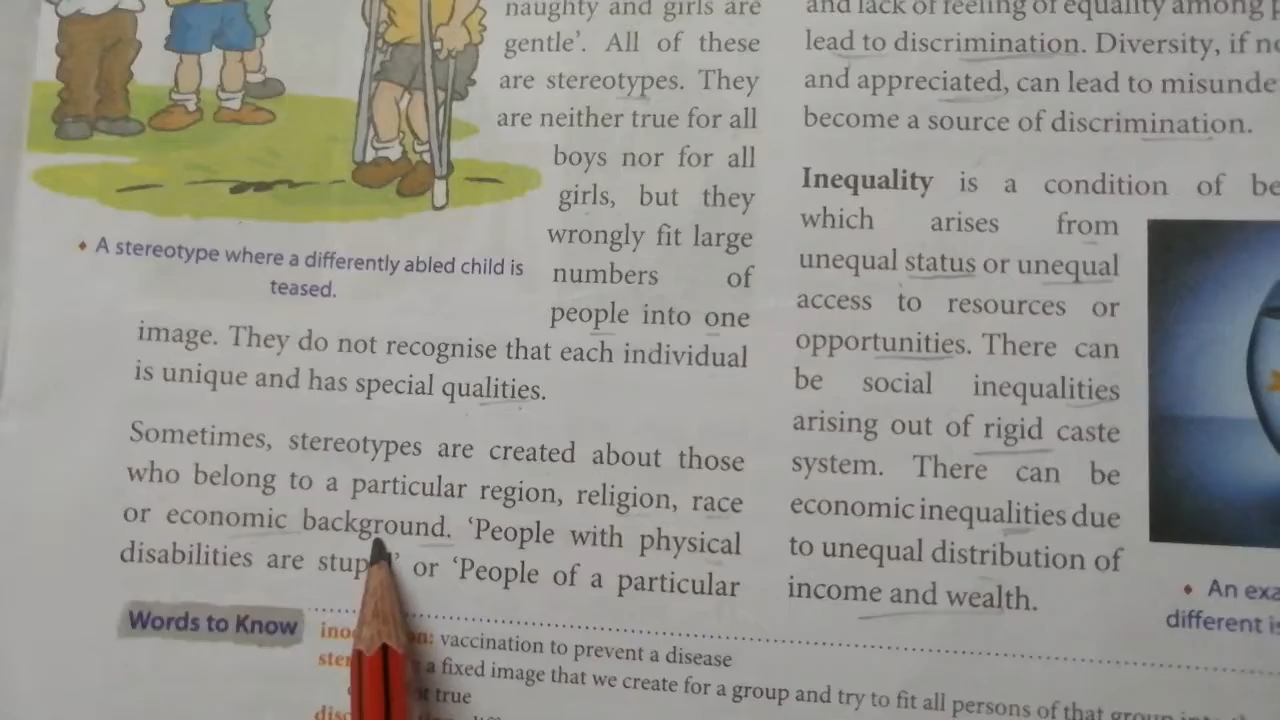 naughty and girls are
gentle'. All of these
are stereotypes. They
are neither true for all
boys nor for all
girls, but they
wrongly fit large
numbers of
people into one
◆ A stereotype where a differently abled child is
teased.
image. They do not recognise that each individual
is unique and has special qualities.
Sometimes, stereotypes are created about those
who belong to a particular region, religion, race
or economic background. 'People with physical
disabilities are or 'People of a particular
and lack of feeling of equality among
lead to discrimination. Diversity, if
and appreciated, can lead to
become a source of discrimination.
Inequality is a condition of
which arises from
unequal status or unequal
access to resources or
opportunities. There can
be social inequalities
arising out of rigid caste
system. There can be
economic inequalities due
to unequal distribution of
income and wealth.
◆ An
different
Words to Know
vaccination to prevent a disease
a fixed image that we create for a group and try to fit all persons of that group
true